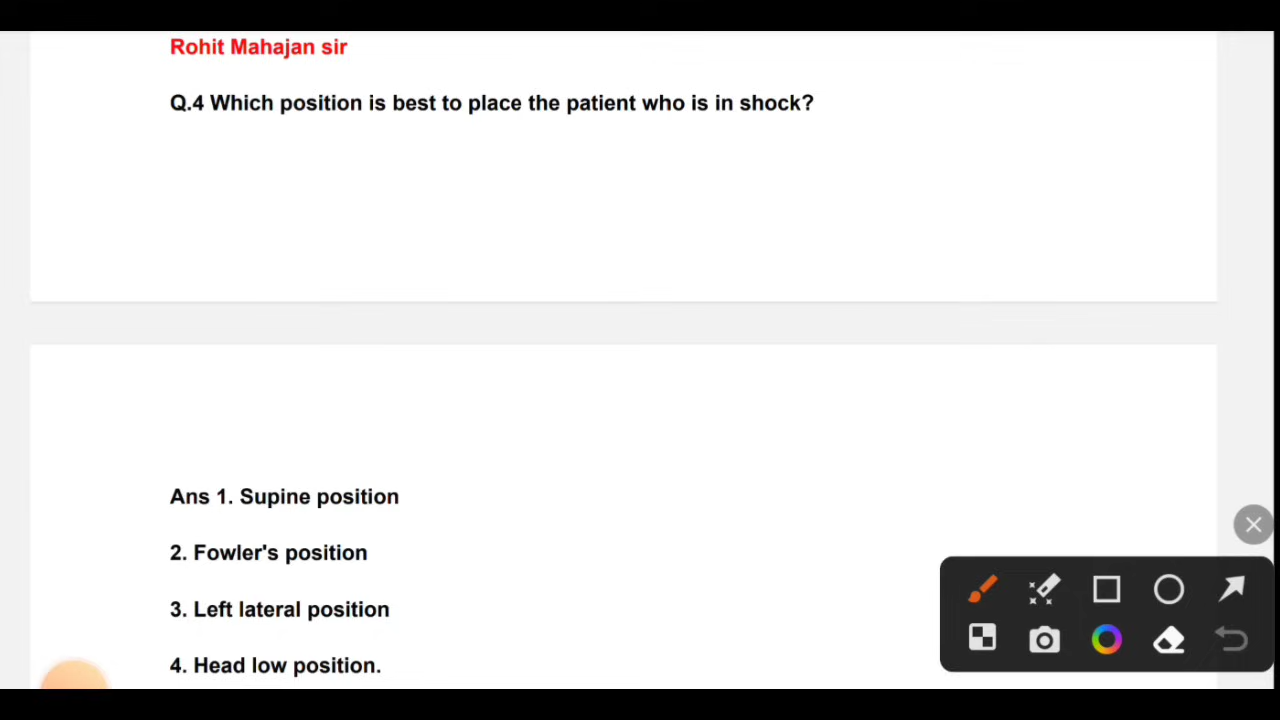 Rohit Mahajan sir
Q.4 Which position is best to place the patient who is in shock?
Ans 1. Supine position
2. Fowler's position
3. Left lateral position
4. Head low position.